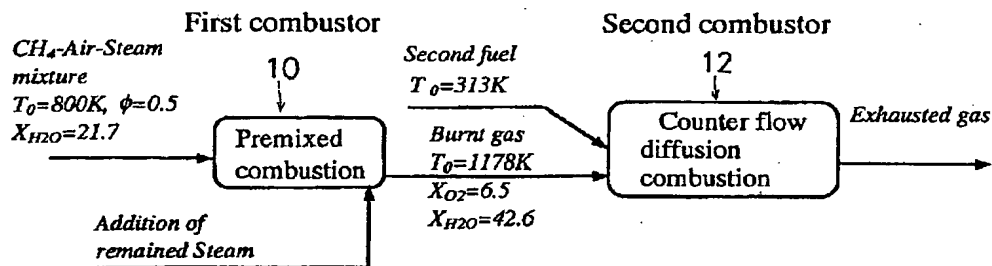 First combustor
10
CH4-Air-Steam
mixture
T0=800K, ϕ=0.5
XH2O=21.7
Premixed
combustion
Addition of
remained Steam
Second fuel
T0=313K
Burnt gas
T0=1178K
XO2=6.5
XH2O=42.6
Second combustor
12
Counter flow
diffusion
combustion
Exhausted gas